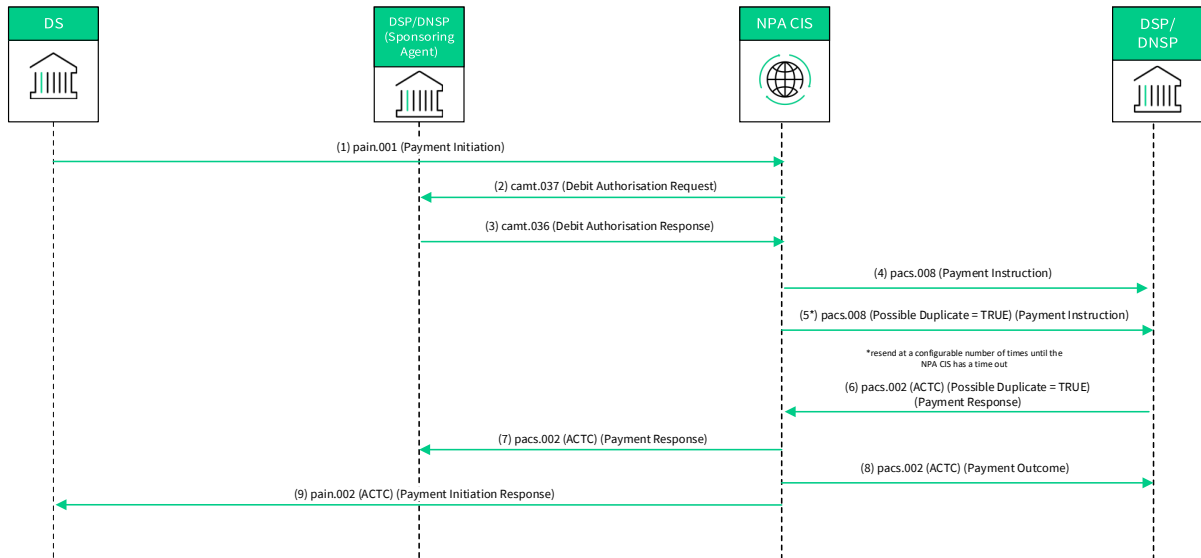 DS
DSP/DNSP
(Sponsoring
Agent)
NPA CIS
DSP/
DNSP
(1) pain.001 (Payment Initiation)
(2) camt.037 (Debit Authorisation Request)
(3) camt.036 (Debit Authorisation Response)
(4) pacs.008 (Payment Instruction)
(5*) pacs.008 (Possible Duplicate = TRUE) (Payment Instruction)
*resend at a configurable number of times until the
NPA CIS has a time out
(6) pacs.002 (ACTC) (Possible Duplicate = TRUE)
(Payment Response)
(7) pacs.002 (ACTC) (Payment Response)
(8) pacs.002 (ACTC) (Payment Outcome)
(9) pain.002 (ACTC) (Payment Initiation Response)